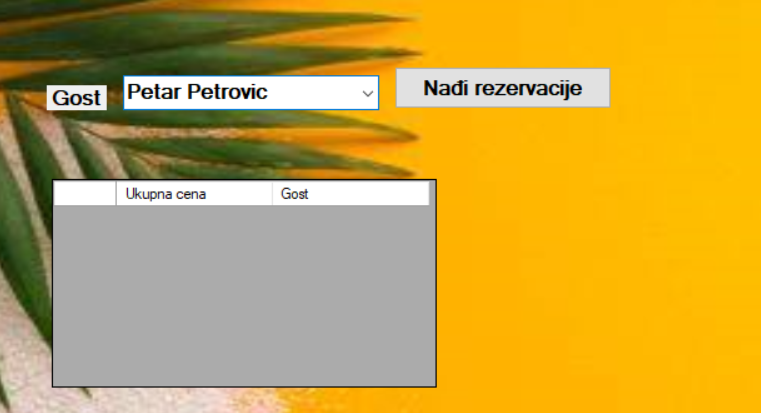 Gost
Petar Petrovic
Nađi rezervacije
Ukupna cena
Gost